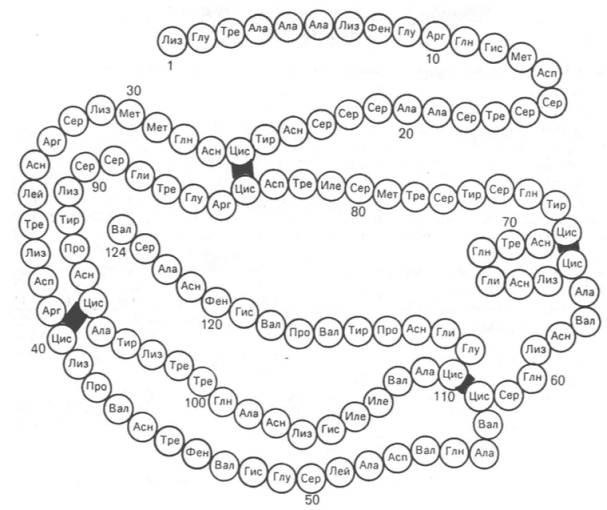 Лиз Глу Тре Ала Ала Ала Лиз Фен Глу Арг Глн Гис Мет Асп Сер
1 10
Сер Тре Сер Ала Ала Сер Сер Сер Асн Тир Цис Асн Глн Мет Мет Лиз Сер Арг Асн Лей Тре Лиз Асп Арг Цис
20 30 40
Лиз Про Вал Асн Тре Фен Вал Гис Глу Сер Лей Ала Асп Вал Глн Ала Вал Цис Сер Глн
50 60
Лиз Асн Вал Ала Цис Лиз Асн Гли Глн Тре Асн Цис
70
Тир Глн Сер Тир Сер Тре Мет Сер Иле Тре Асп Цис Арг Глу Тре Гли Сер Сер
80 90
Лиз Тир Про Асн Цис Ала Тир Лиз Тре Тре Глн Ала Асн Лиз Гис Иле Иле Вал Ала Цис
100 110
Глу Гли Асн Про Тир Вал Про Вал Гис Фен Асн Ала Сер Вал
120 124